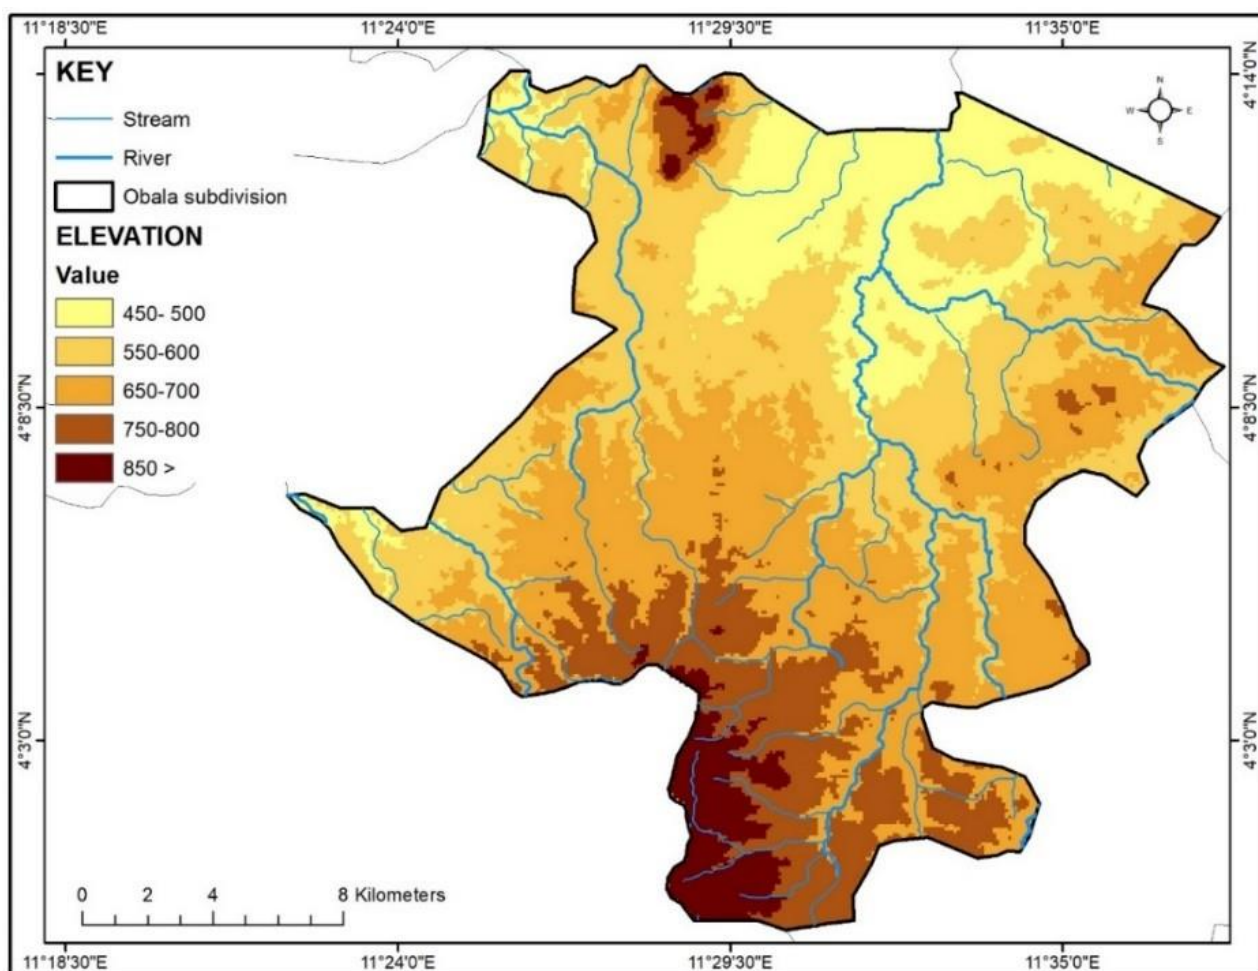 11°18'30"E 11°24'0"E 11°29'30"E 11°35'0"E
KEY
Stream
River
Obala subdivision
ELEVATION
Value
450- 500
550-600
650-700
750-800
850 >
N
W E
S
4°14'0"N
4°8'30"N
4°8'30"N
4°3'0"N
4°3'0"N
0 2 4 8 Kilometers
11°18'30"E 11°24'0"E 11°29'30"E 11°35'0"E